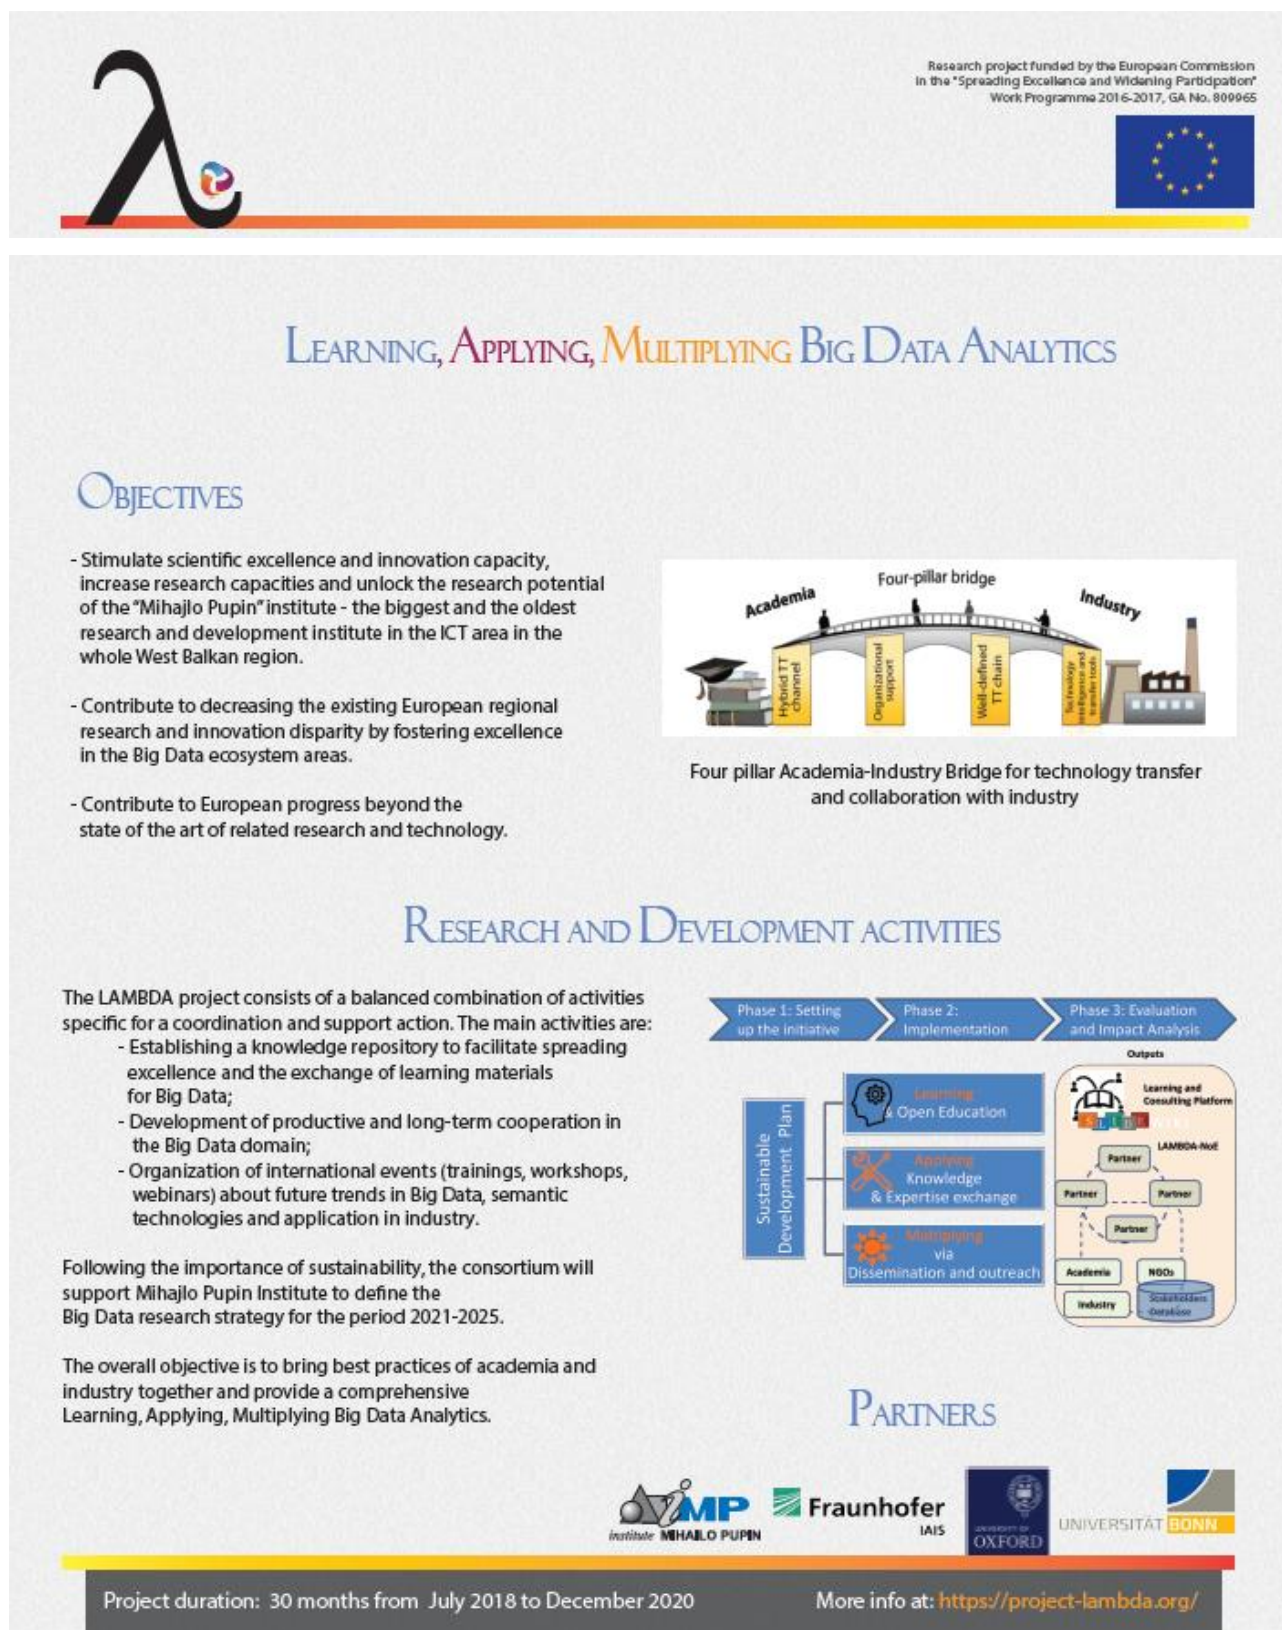 Research project funded by the European Commission
in the "Spreading Excellence and Widening Participation"
Work Programme 2016-2017, GA No. 809965
LEARNING, APPLYING, MULTIPLYING BIG DATA ANALYTICS
OBJECTIVES
- Stimulate scientific excellence and innovation capacity,
increase research capacities and unlock the research potential
of the "Mihajlo Pupin" institute - the biggest and the oldest
research and development institute in the ICT area in the
whole West Balkan region.
- Contribute to decreasing the existing European regional
research and innovation disparity by fostering excellence
in the Big Data ecosystem areas.
- Contribute to European progress beyond the
state of the art of related research and technology.
Four-pillar bridge
Academia
Industry
Hybrid TT
channel
Organizational
support
Well-defined
TT chain
Technology
intelligence and
transfer tools
Four pillar Academia-Industry Bridge for technology transfer
and collaboration with industry
RESEARCH AND DEVELOPMENT ACTIVITIES
The LAMBDA project consists of a balanced combination of activities
specific for a coordination and support action. The main activities are:
- Establishing a knowledge repository to facilitate spreading
excellence and the exchange of learning materials
for Big Data;
- Development of productive and long-term cooperation in
the Big Data domain;
- Organization of international events (trainings, workshops,
webinars) about future trends in Big Data, semantic
technologies and application in industry.
Following the importance of sustainability, the consortium will
support Mihajlo Pupin Institute to define the
Big Data research strategy for the period 2021-2025.
The overall objective is to bring best practices of academia and
industry together and provide a comprehensive
Learning, Applying, Multiplying Big Data Analytics.
Phase 1: Setting
up the initiative
Phase 2:
Implementation
Phase 3: Evaluation
and Impact Analysis
Sustainable
Development Plan
Learning
& Open Education
Applying
Knowledge
& Expertise exchange
Multiplying
via
Dissemination and outreach
Outputs
Learning and
Consulting Platform
LAMBDA-NoE
Partner
Partner
Partner
Partner
Academia
NGOs
Industry
Stakeholders
Database
PARTNERS
IMP
institute MIHAILO PUPIN
Fraunhofer
IAIS
UNIVERSITY OF
OXFORD
UNIVERSITÄT BONN
Project duration: 30 months from July 2018 to December 2020
More info at: https://project-lambda.org/